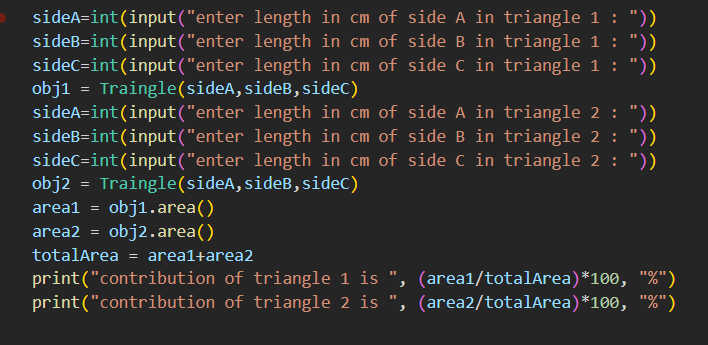 sideA=int(input("enter length in cm of side A in triangle 1 : "))
sideB=int(input("enter length in cm of side B in triangle 1 : "))
sideC=int(input("enter length in cm of side C in triangle 1 : "))
obj1 = Traingle(sideA,sideB,sideC)
sideA=int(input("enter length in cm of side A in triangle 2 : "))
sideB=int(input("enter length in cm of side B in triangle 2 : "))
sideC=int(input("enter length in cm of side C in triangle 2 : "))
obj2 = Traingle(sideA,sideB,sideC)
area1 = obj1.area()
area2 = obj2.area()
totalArea = area1+area2
print("contribution of triangle 1 is ", (area1/totalArea)*100, "%")
print("contribution of triangle 2 is ", (area2/totalArea)*100, "%")